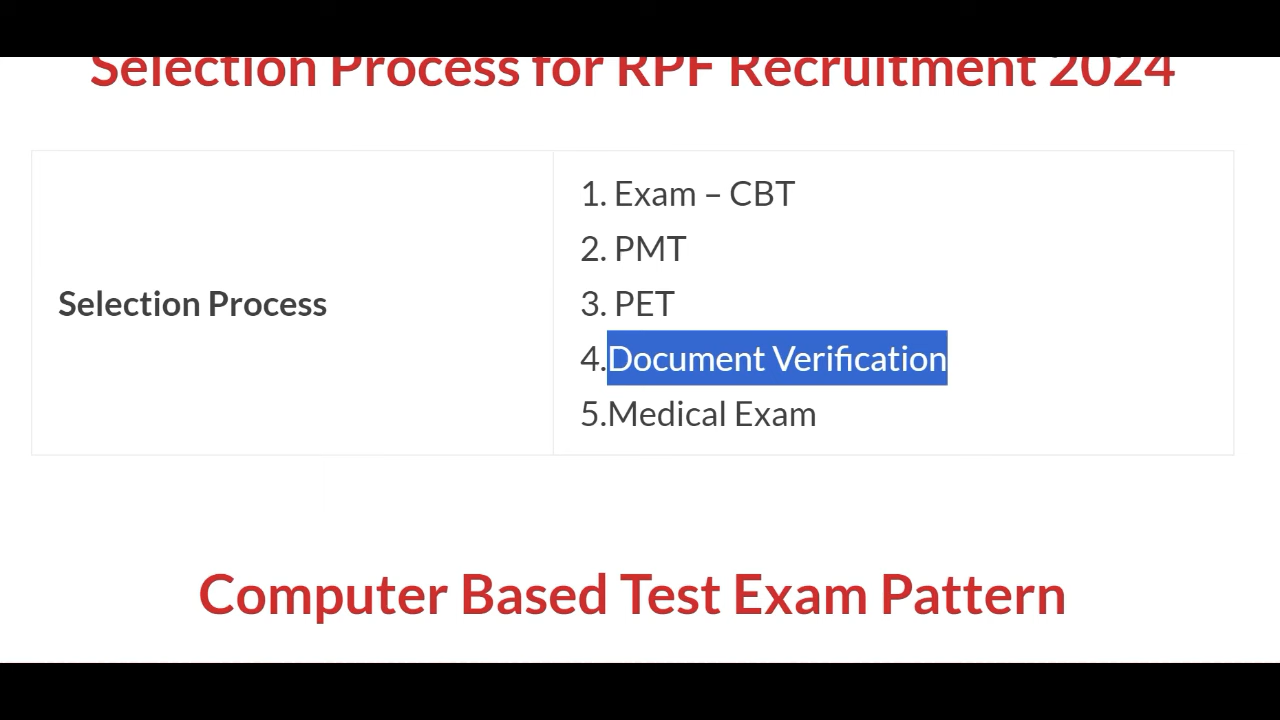 Selection Process for RPF Recruitment 2024
Selection Process
1. Exam – CBT
2. PMT
3. PET
4.Document Verification
5.Medical Exam
Computer Based Test Exam Pattern